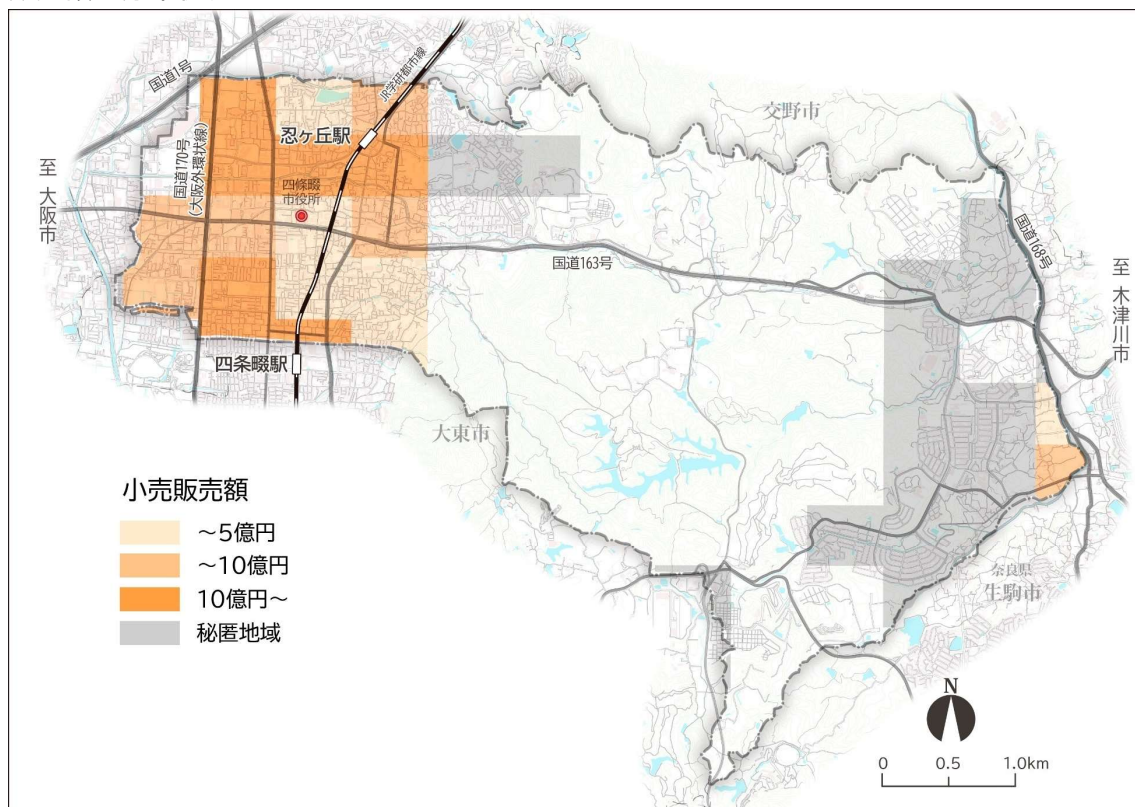 国道1号
JR学研都市線
交野市
忍ヶ丘駅
至 大阪市
国道170号
(大阪外環状線)
四條畷
市役所
国道163号
国道168号
至 木津川市
四条畷駅
大東市
小売販売額
~5億円
~10億円
10億円~
秘匿地域
奈良県
生駒市
N
0 0.5 1.0km